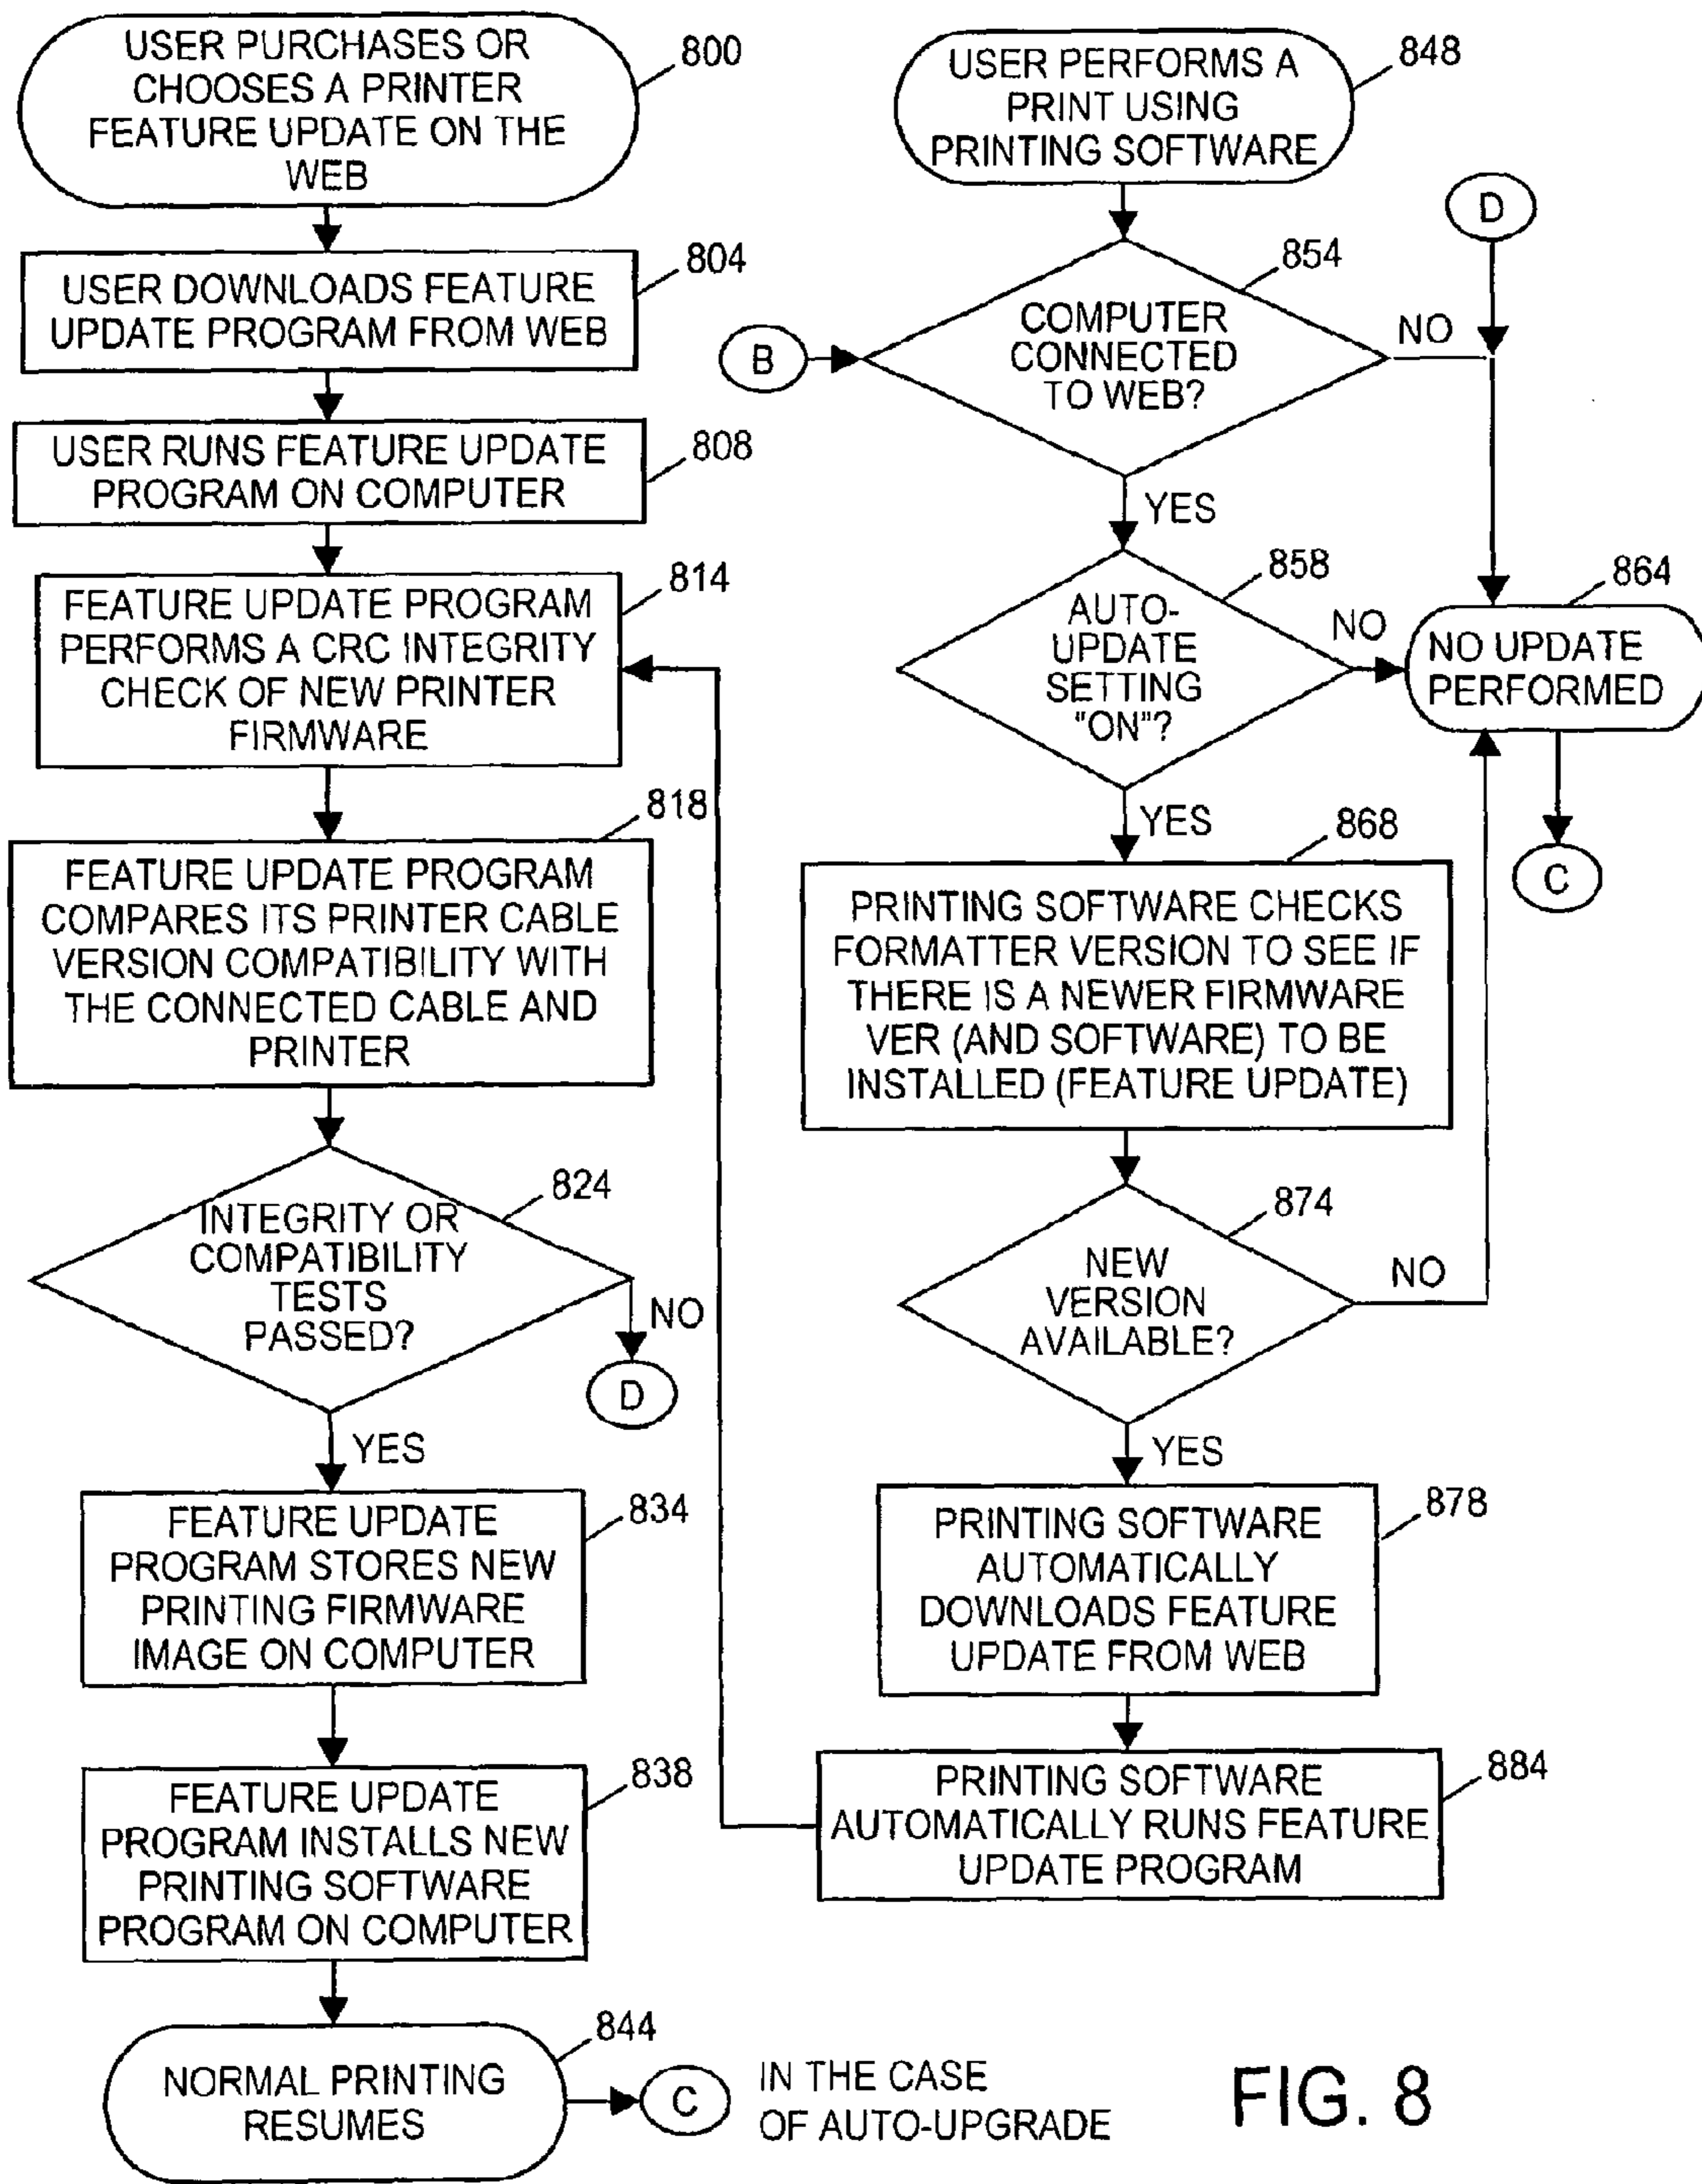 USER PURCHASES OR
CHOOSES A PRINTER
FEATURE UPDATE ON THE
WEB
800
USER DOWNLOADS FEATURE
UPDATE PROGRAM FROM WEB
804
USER RUNS FEATURE UPDATE
PROGRAM ON COMPUTER
808
FEATURE UPDATE PROGRAM
PERFORMS A CRC INTEGRITY
CHECK OF NEW PRINTER
FIRMWARE
814
FEATURE UPDATE PROGRAM
COMPARES ITS PRINTER CABLE
VERSION COMPATIBILITY WITH
THE CONNECTED CABLE AND
PRINTER
818
INTEGRITY OR
COMPATIBILITY
TESTS
PASSED?
824
NO
D
YES
FEATURE UPDATE
PROGRAM STORES NEW
PRINTING FIRMWARE
IMAGE ON COMPUTER
834
FEATURE UPDATE
PROGRAM INSTALLS NEW
PRINTING SOFTWARE
PROGRAM ON COMPUTER
838
NORMAL PRINTING
RESUMES
844
C
IN THE CASE
OF AUTO-UPGRADE
USER PERFORMS A
PRINT USING
PRINTING SOFTWARE
848
D
B
COMPUTER
CONNECTED
TO WEB?
854
NO
YES
AUTO-
UPDATE
SETTING
"ON"?
858
NO
NO UPDATE
PERFORMED
864
C
YES
PRINTING SOFTWARE CHECKS
FORMATTER VERSION TO SEE IF
THERE IS A NEWER FIRMWARE
VER (AND SOFTWARE) TO BE
INSTALLED (FEATURE UPDATE)
868
NEW
VERSION
AVAILABLE?
874
NO
YES
PRINTING SOFTWARE
AUTOMATICALLY
DOWNLOADS FEATURE
UPDATE FROM WEB
878
PRINTING SOFTWARE
AUTOMATICALLY RUNS FEATURE
UPDATE PROGRAM
884
FIG. 8